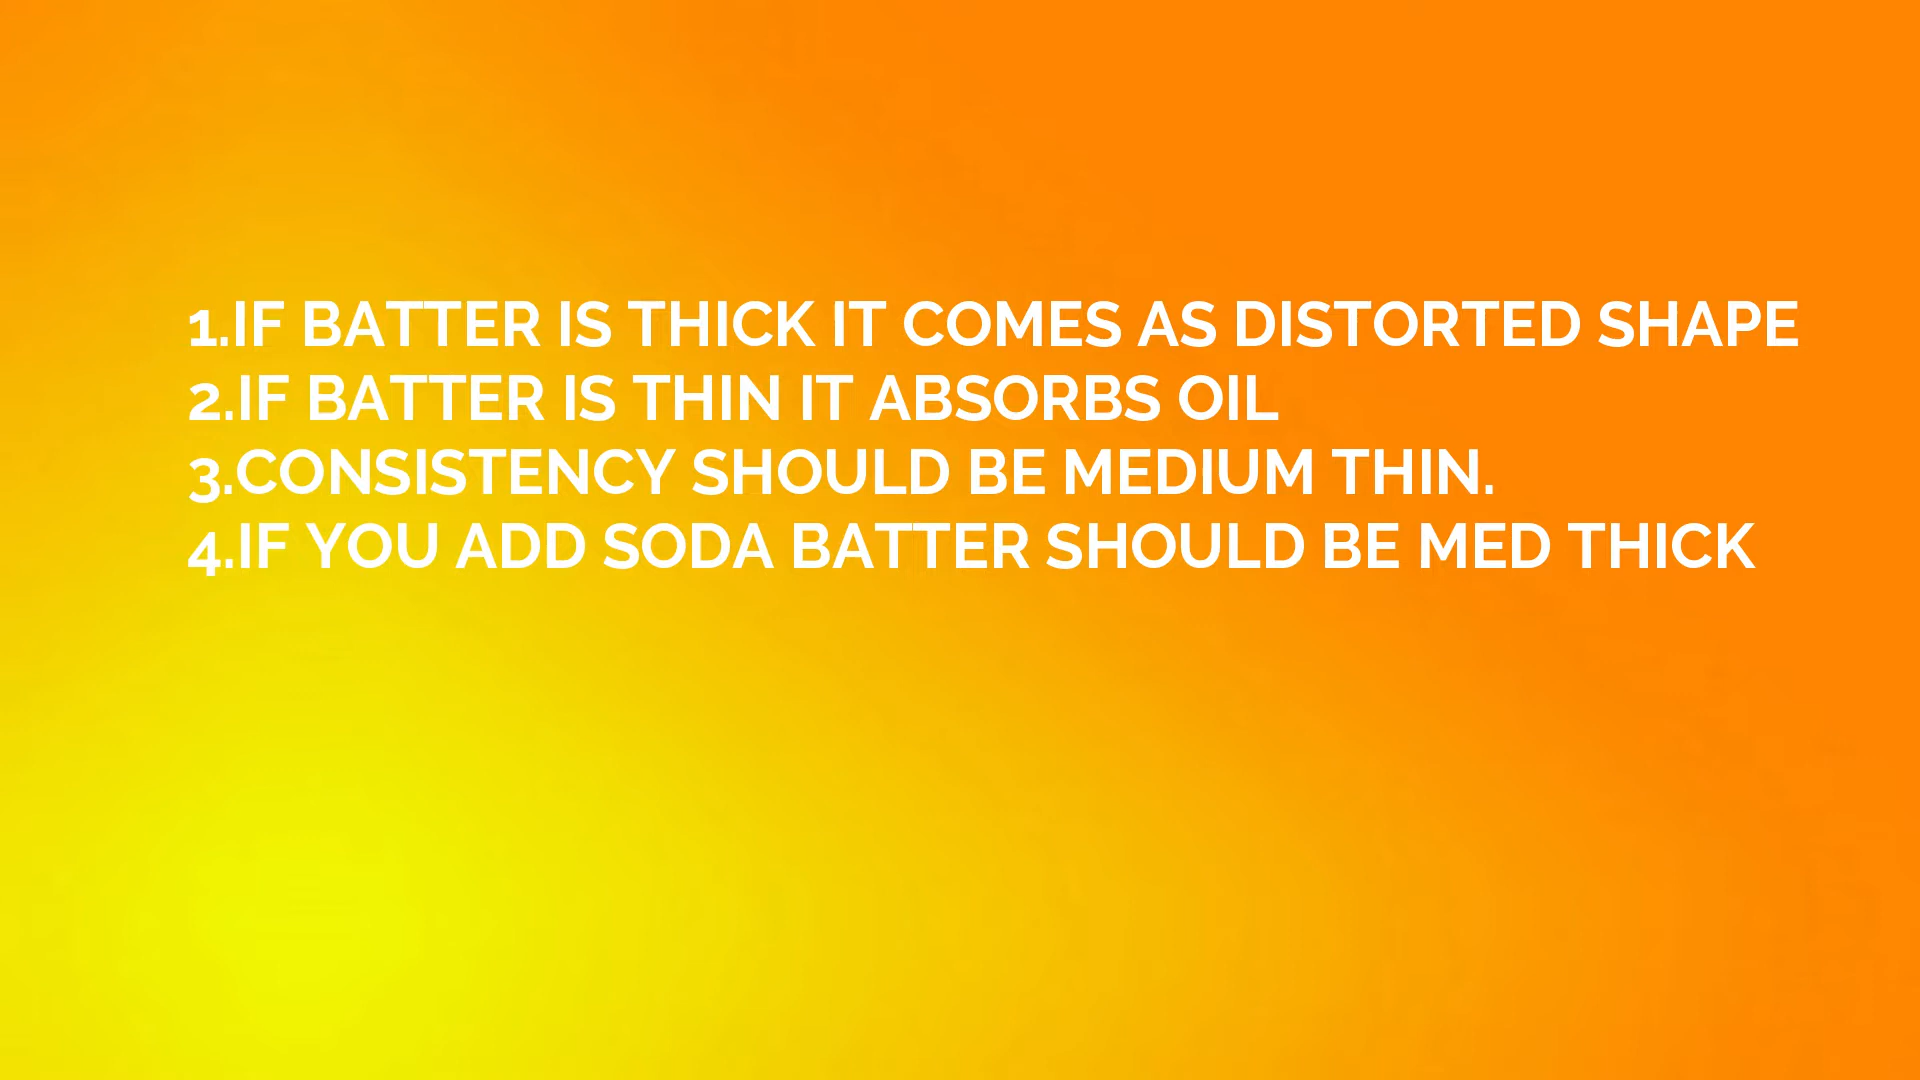 1.IF BATTER IS THICK IT COMES AS DISTORTED SHAPE
2.IF BATTER IS THIN IT ABSORBS OIL
3.CONSISTENCY SHOULD BE MEDIUM THIN.
4.IF YOU ADD SODA BATTER SHOULD BE MED THICK